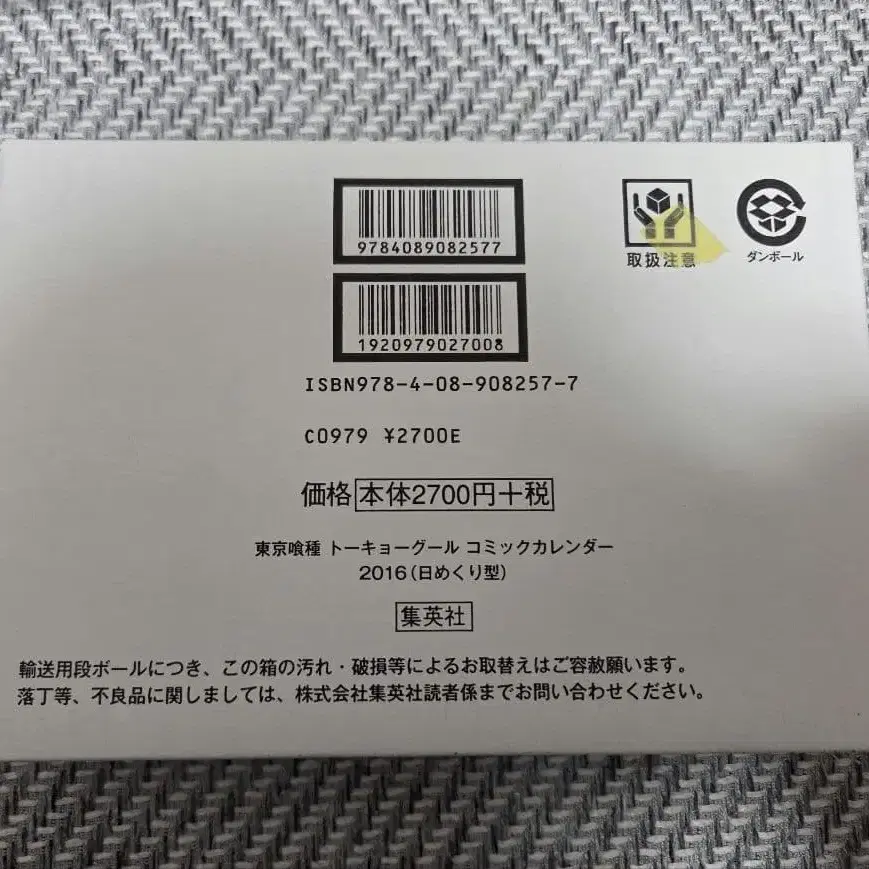 9784089082577
取扱注意
ダンボール
1920979027008
ISBN978-4-08-908257-7
C0979 ¥2700E
価格 本体2700円+税
東京喰種 トーキョーグール コミックカレンダー
2016(日めくり型)
集英社
輸送用段ボールにつき、この箱の汚れ・破損等によるお取替えはご容赦願います。
落丁等、不良品に関しましては、株式会社集英社読者係までお問い合わせください。